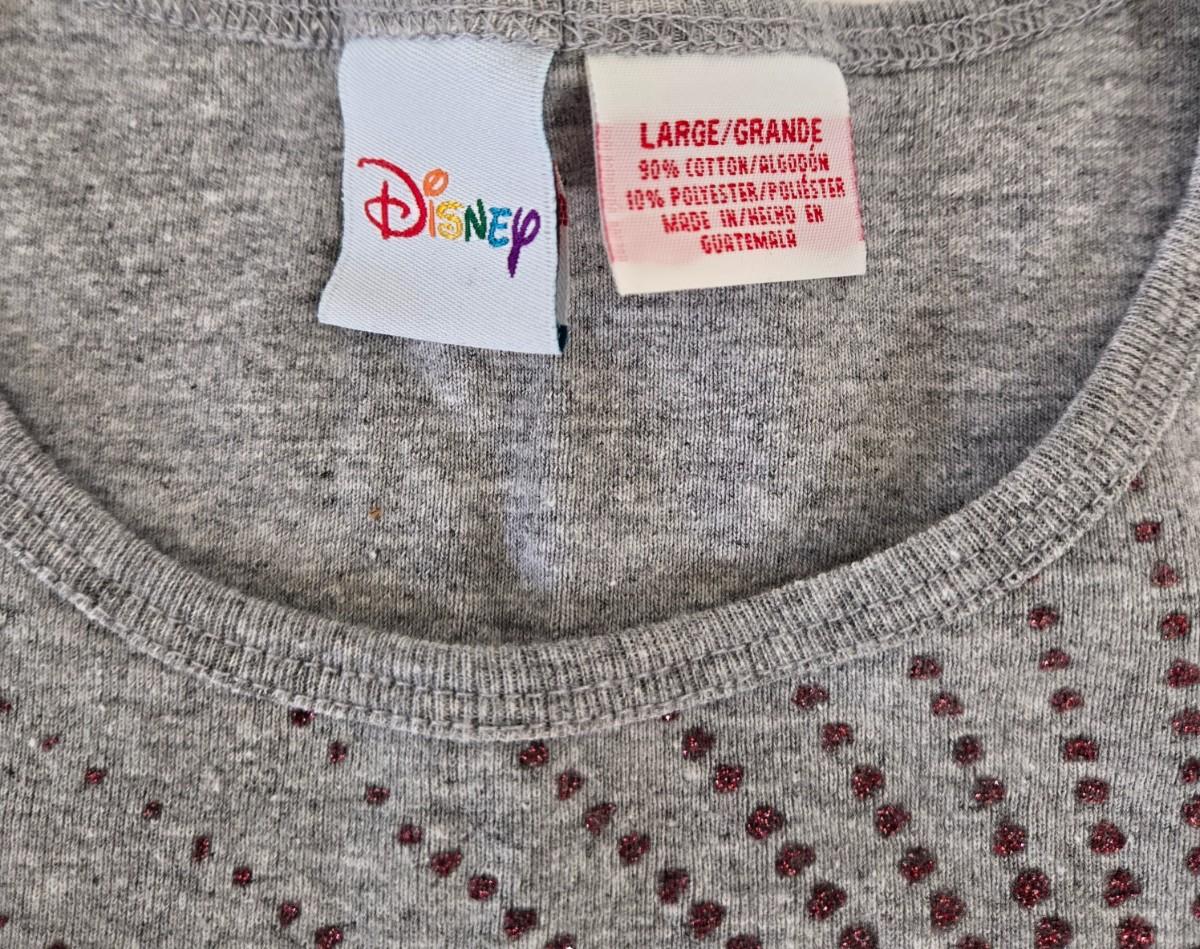 Disney
LARGE/GRANDE
90% COTTON/ALGODÓN
10% POLYESTER/POLIÉSTER
MADE IN/HECHO EN
GUATEMALA